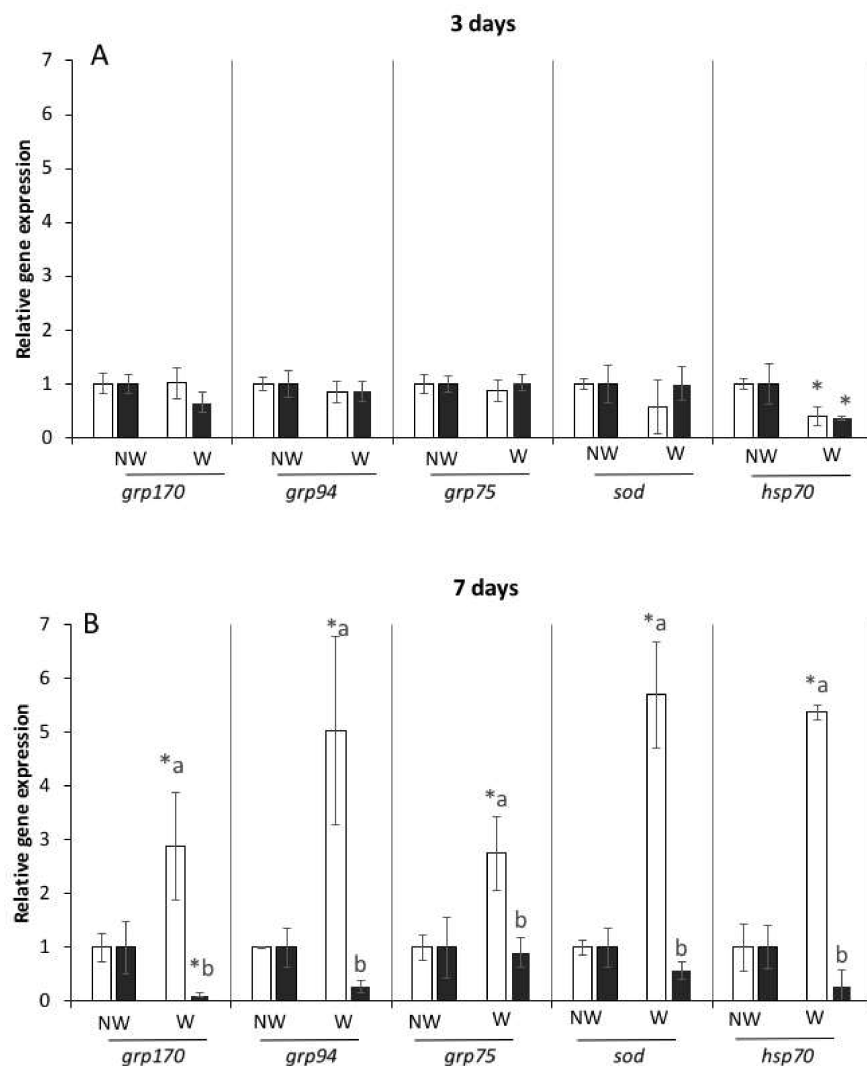 3 days
A
7
6
5
4
3
2
1
0
Relative gene expression
* *
NW W NW W NW W NW W NW W
grp170 grp94 grp75 sod hsp70
7 days
B
7
6
5
4
3
2
1
0
Relative gene expression
*a *b *a b *a b *a b *a b
NW W NW W NW W NW W NW W
grp170 grp94 grp75 sod hsp70